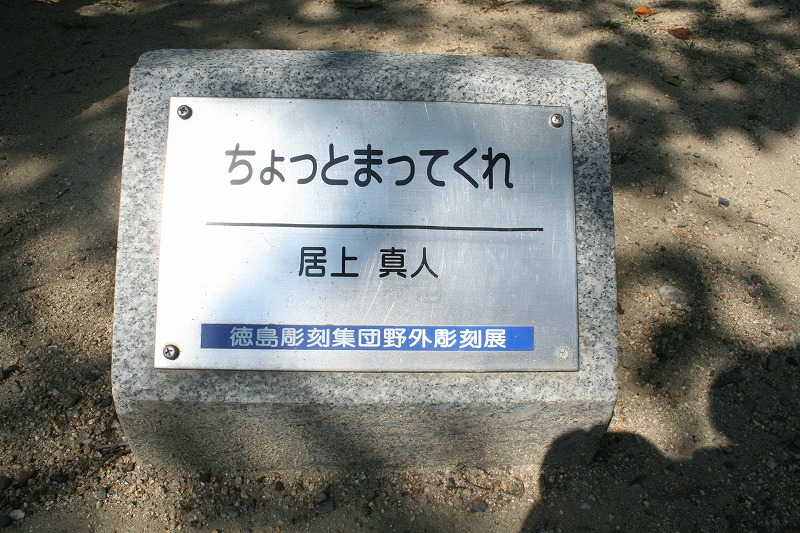 ちょっとまってくれ
居上 真人
徳島彫刻集団野外彫刻展